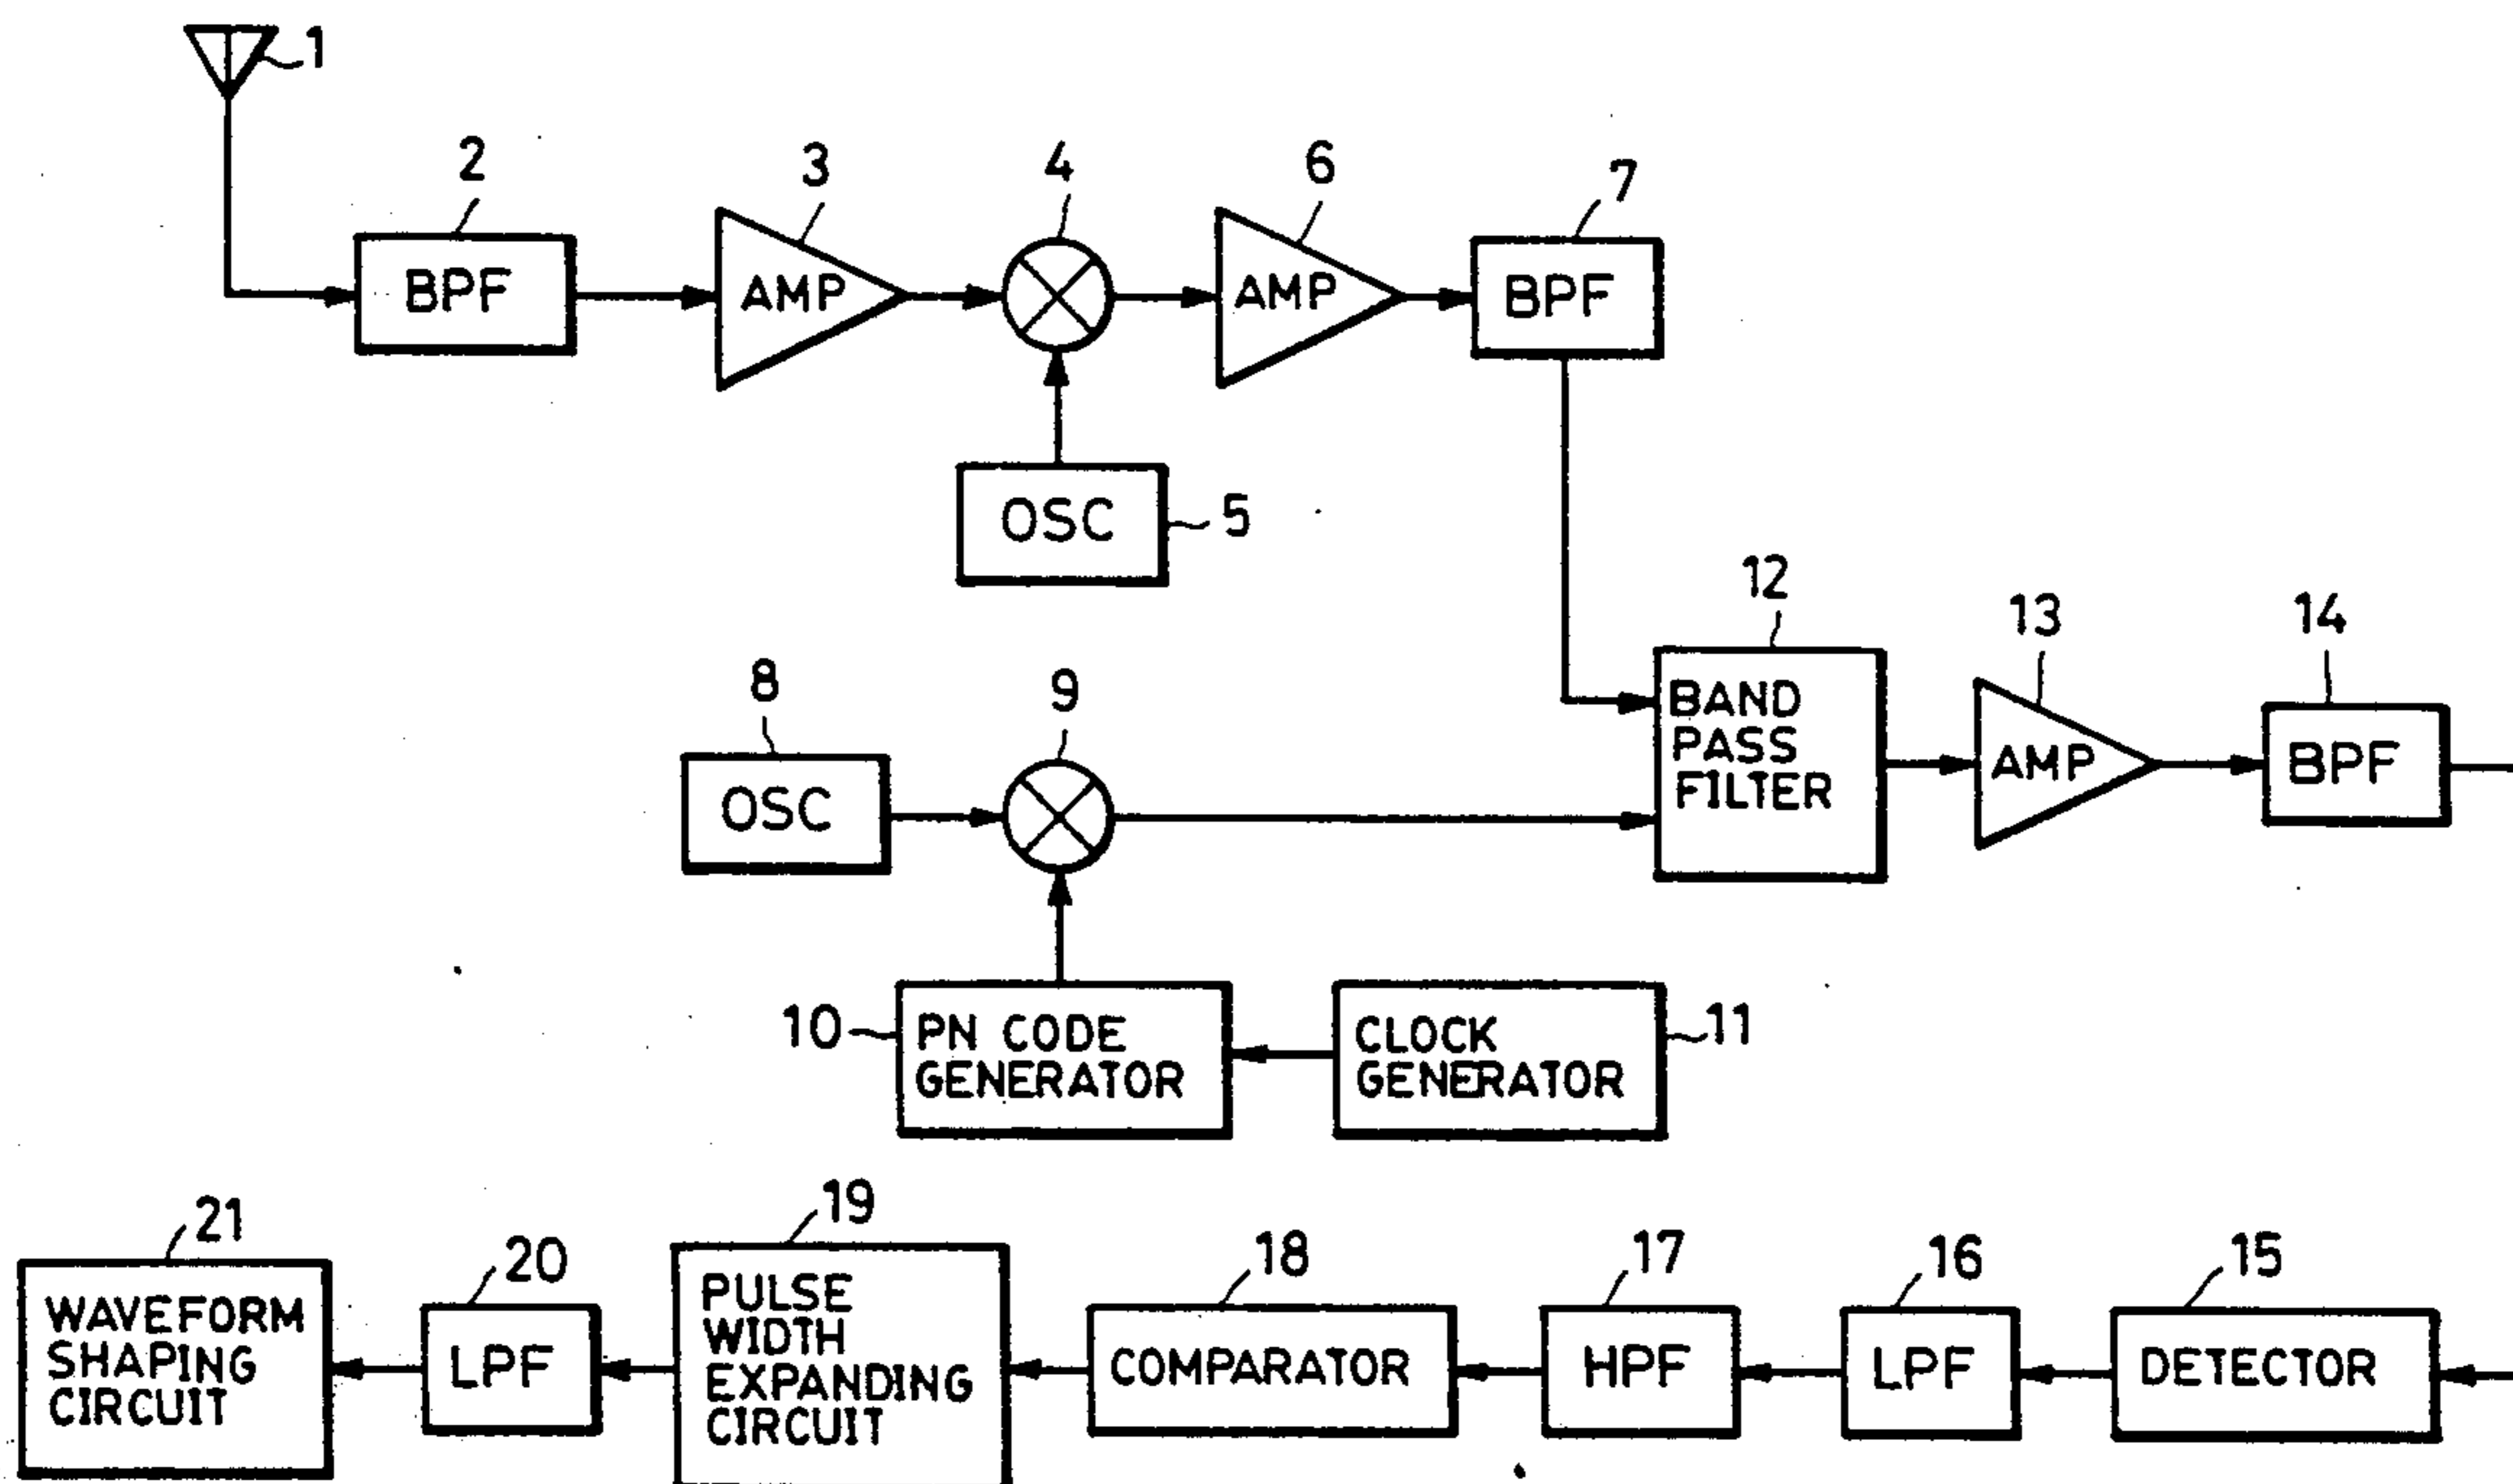 1
2
3
4
6
7
BPF
AMP
AMP
BPF
OSC
5
12
13
14
8
9
BAND
PASS
FILTER
AMP
BPF
OSC
10
PN CODE
GENERATOR
CLOCK
GENERATOR
11
21
20
19
18
17
16
15
WAVEFORM
SHAPING
CIRCUIT
LPF
PULSE
WIDTH
EXPANDING
CIRCUIT
COMPARATOR
HPF
LPF
DETECTOR